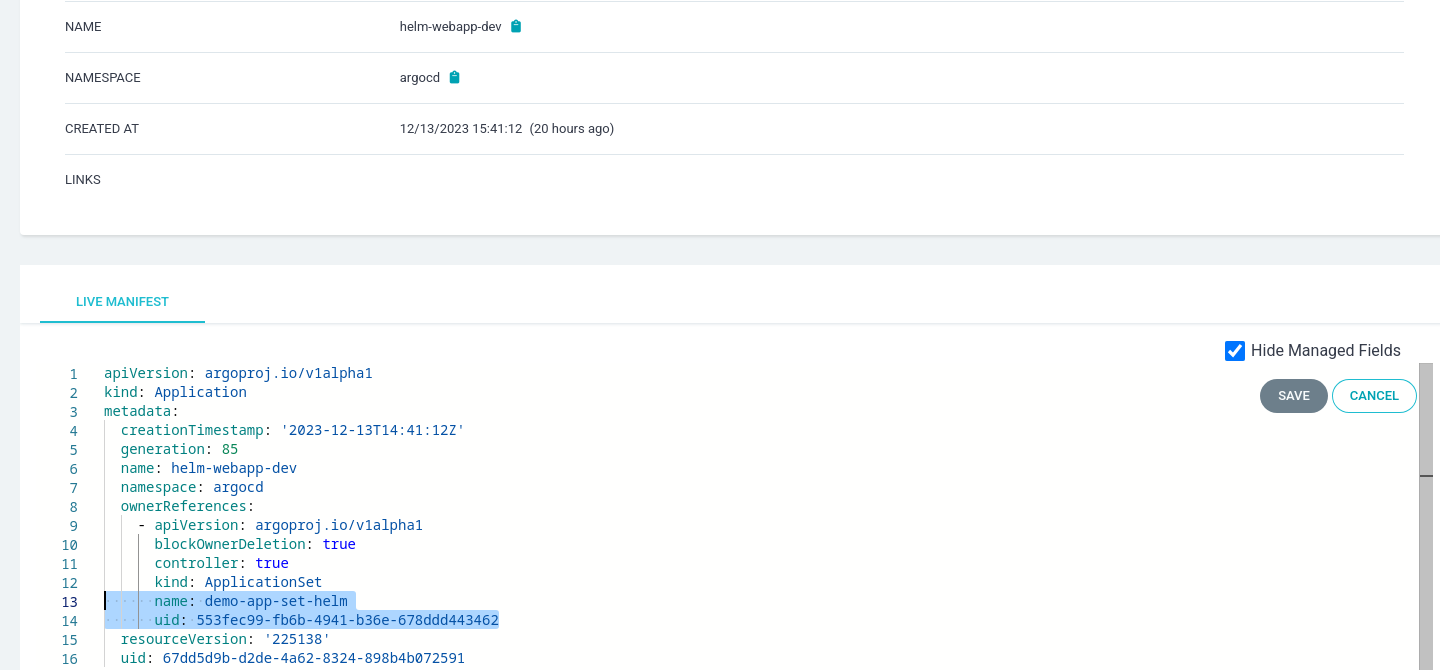 NAME helm-webapp-dev
NAMESPACE argocd
CREATED AT 12/13/2023 15:41:12 (20 hours ago)
LINKS
LIVE MANIFEST
Hide Managed Fields
SAVE CANCEL
1 apiVersion: argoproj.io/v1alpha1
2 kind: Application
3 metadata:
4   creationTimestamp: '2023-12-13T14:41:12Z'
5   generation: 85
6   name: helm-webapp-dev
7   namespace: argocd
8   ownerReferences:
9     - apiVersion: argoproj.io/v1alpha1
10       blockOwnerDeletion: true
11       controller: true
12       kind: ApplicationSet
13       name: demo-app-set-helm
14       uid: 553fec99-fb6b-4941-b36e-678ddd443462
15   resourceVersion: '225138'
16   uid: 67dd5d9b-d2de-4a62-8324-898b4b072591